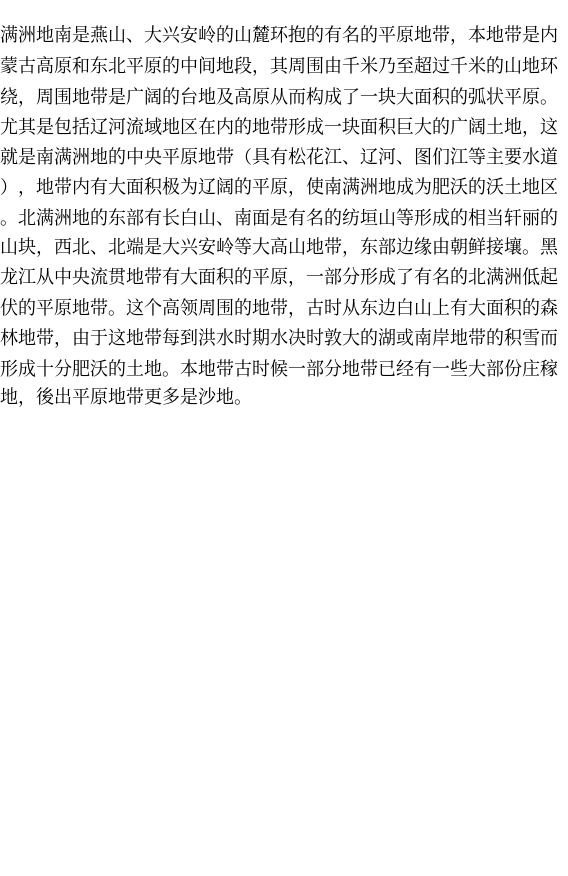 满洲地南是燕山、大兴安岭的山麓环抱的有名的平原地带，本地带是内
蒙古高原和东北平原的中间地段，其周围由千米乃至超过千米的山地环
绕，周围地带是广阔的台地及高原从而构成了一块大面积的弧状平原。
尤其是包括辽河流域地区在内的地带形成一块面积巨大的广阔土地，这
就是南满洲地的中央平原地带（具有松花江、辽河、图们江等主要水道
），地带内有大面积极为辽阔的平原，使南满洲地成为肥沃的沃土地区
。北满洲地的东部有长白山、南面是有名的纺垣山等形成的相当轩丽的
山块，西北、北端是大兴安岭等大高山地带，东部边缘由朝鲜接壤。黑
龙江从中央流贯地带有大面积的平原，一部分形成了有名的北满洲低起
伏的平原地带。这个高领周围的地带，古时从东边白山上有大面积的森
林地带，由于这地带每到洪水时期水决时敦大的湖或南岸地带的积雪而
形成十分肥沃的土地。本地带古时候一部分地带已经有一些大部份庄稼
地，後出平原地带更多是沙地。